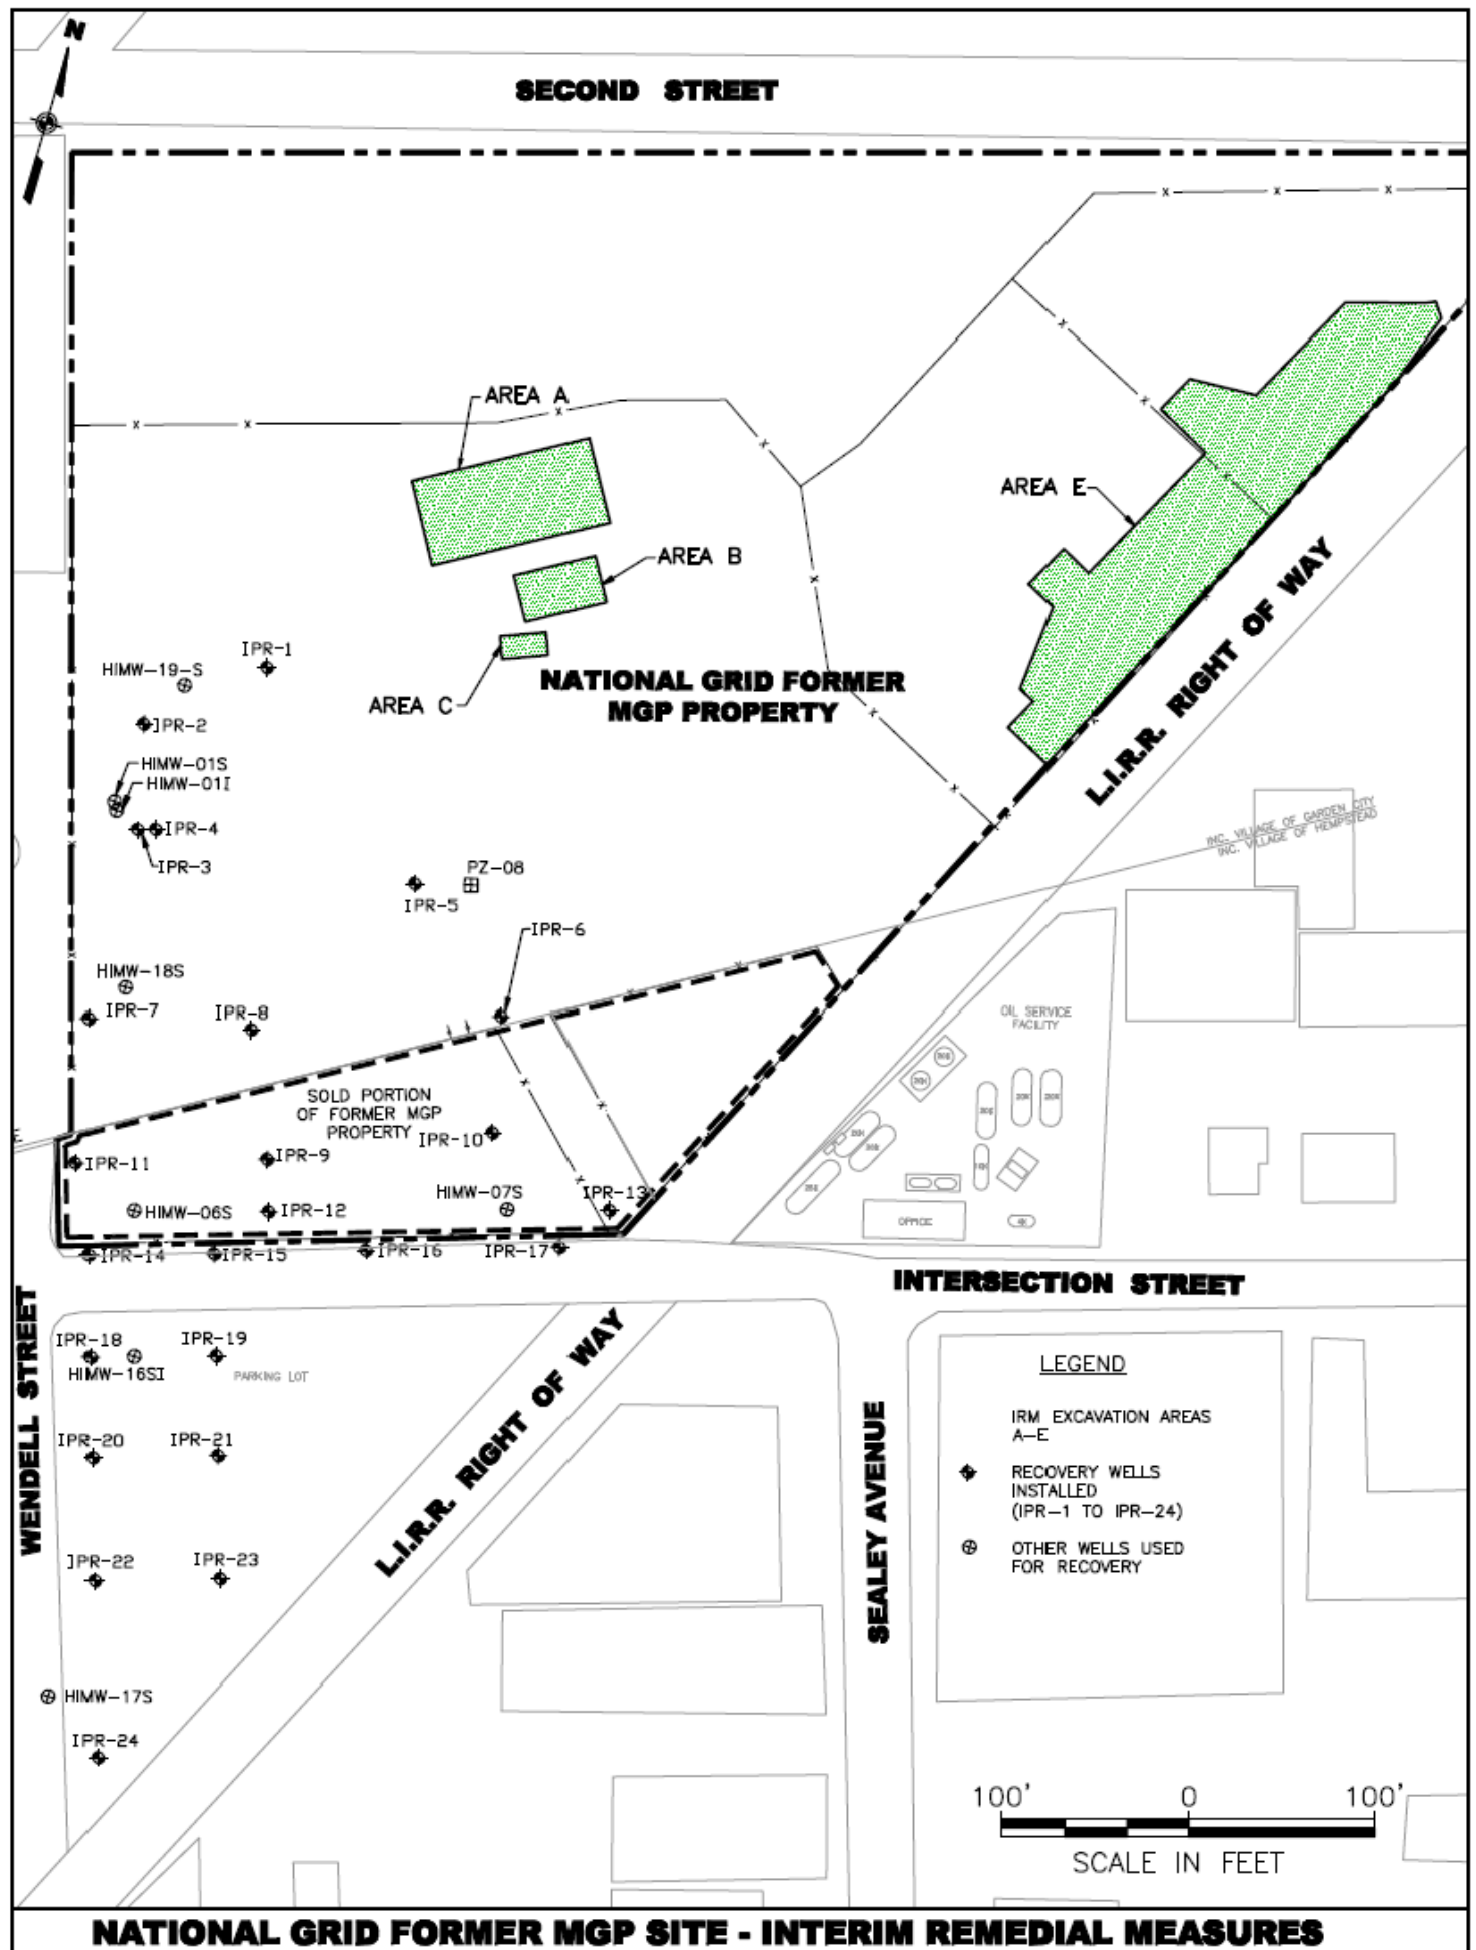 N
SECOND STREET
AREA A
AREA B
AREA E
AREA C
NATIONAL GRID FORMER
MGP PROPERTY
L.I.R.R. RIGHT OF WAY
IPR-1
HIMW-19-S
IPR-2
HIMW-01S
HIMW-01I
IPR-4
IPR-3
PZ-08
IPR-5
INC. VILLAGE OF GARDEN CITY
INC. VILLAGE OF HEMPSTEAD
IPR-6
HIMW-18S
IPR-7
IPR-8
OIL SERVICE
FACILITY
SOLD PORTION
OF FORMER MGP
PROPERTY
IPR-10
IPR-9
IPR-11
HIMW-07S
IPR-13
HIMW-06S
IPR-12
OFFICE
IPR-14
IPR-15
IPR-16
IPR-17
INTERSECTION STREET
WENDELL STREET
IPR-18
IPR-19
HIMW-16SI
PARKING LOT
L.I.R.R. RIGHT OF WAY
IPR-20
IPR-21
SEALEY AVENUE
IPR-22
IPR-23
HIMW-17S
IPR-24
LEGEND
IRM EXCAVATION AREAS
A-E
RECOVERY WELLS
INSTALLED
(IPR-1 TO IPR-24)
OTHER WELLS USED
FOR RECOVERY
100' 0 100'
SCALE IN FEET
NATIONAL GRID FORMER MGP SITE - INTERIM REMEDIAL MEASURES